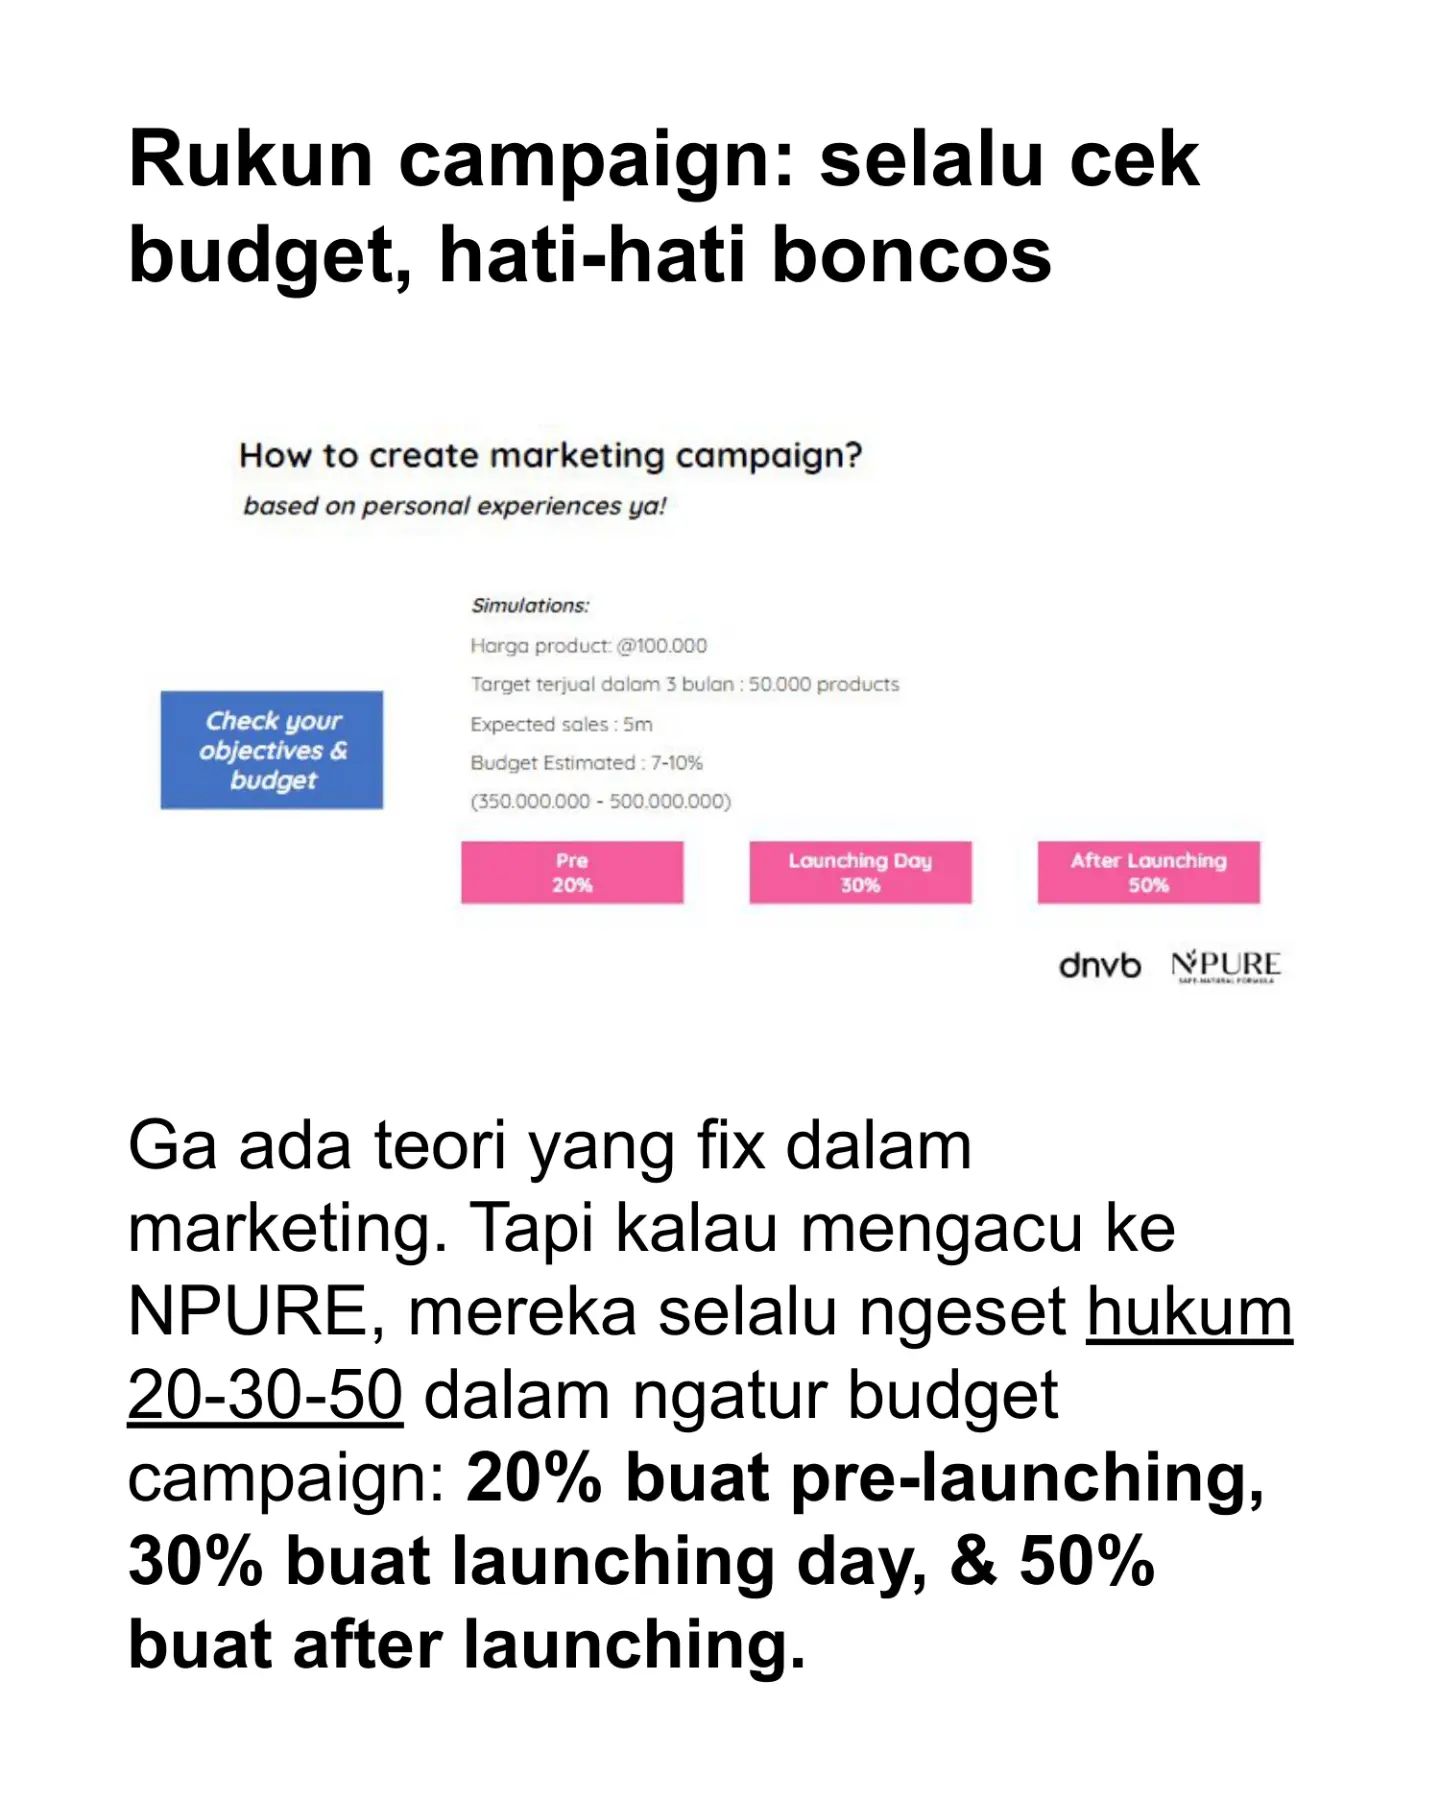 Rukun campaign: selalu cek
budget, hati-hati boncos
How to create marketing campaign?
based on personal experiences ya!
Simulations:
Harga product: @100.000
Target terjual dalam 3 bulan : 50.000 products
Expected sales : 5m
Budget Estimated : 7-10%
(350.000.000 - 500.000.000)
Check your
objectives &
budget
Pre
20%
Launching Day
30%
After Launching
50%
dnvb
NPURE
SAFE-NATURAL FORMULA
Ga ada teori yang fix dalam
marketing. Tapi kalau mengacu ke
NPURE, mereka selalu ngeset hukum
20-30-50 dalam ngatur budget
campaign: 20% buat pre-launching,
30% buat launching day, & 50%
buat after launching.